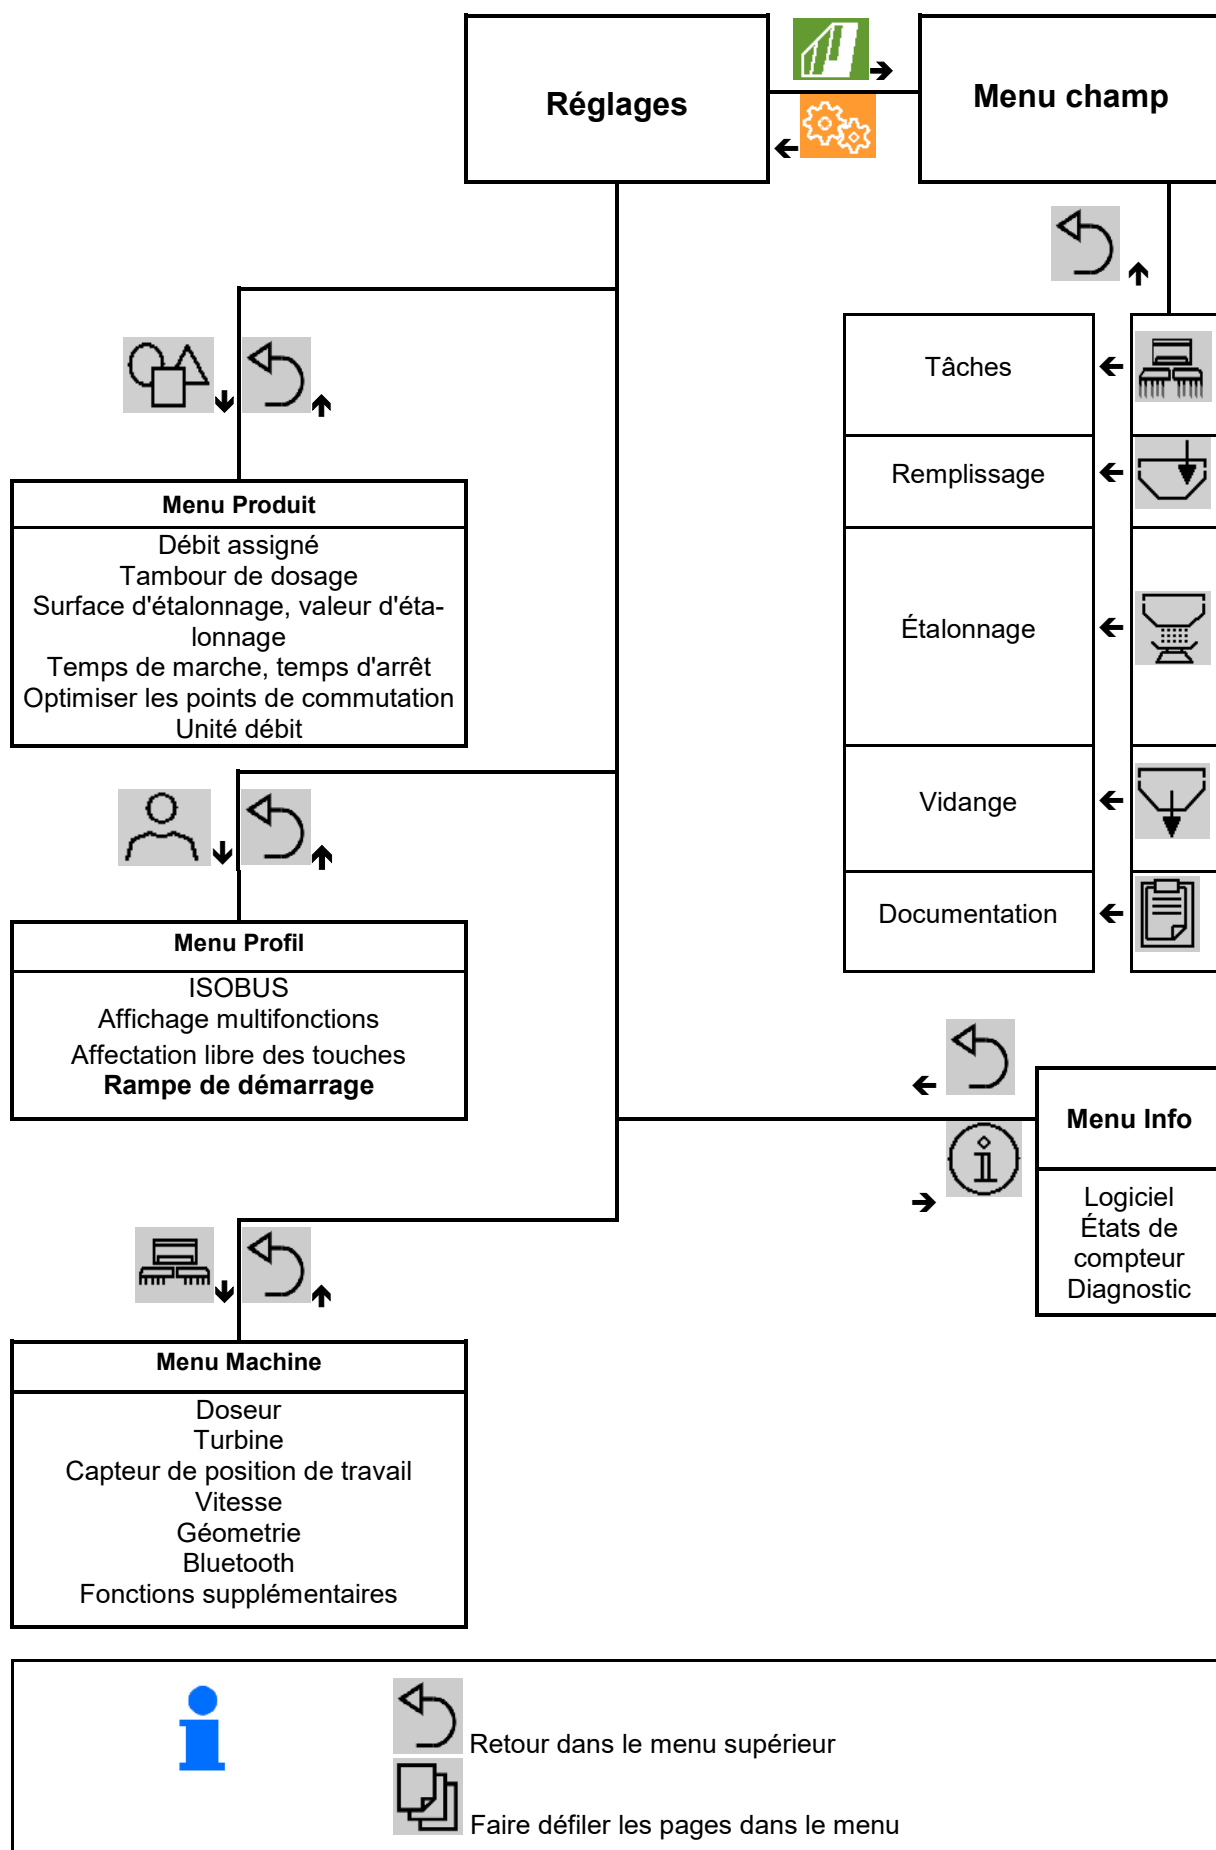 Réglages
Menu champ
Tâches
Remplissage
Étalonnage
Vidange
Documentation
Menu Produit
Débit assigné
Tambour de dosage
Surface d'étalonnage, valeur d'éta-
lonnage
Temps de marche, temps d'arrêt
Optimiser les points de commutation
Unité débit
Menu Profil
ISOBUS
Affichage multifonctions
Affectation libre des touches
Rampe de démarrage
Menu Info
Logiciel
États de
compteur
Diagnostic
Menu Machine
Doseur
Turbine
Capteur de position de travail
Vitesse
Géometrie
Bluetooth
Fonctions supplémentaires
Retour dans le menu supérieur
Faire défiler les pages dans le menu